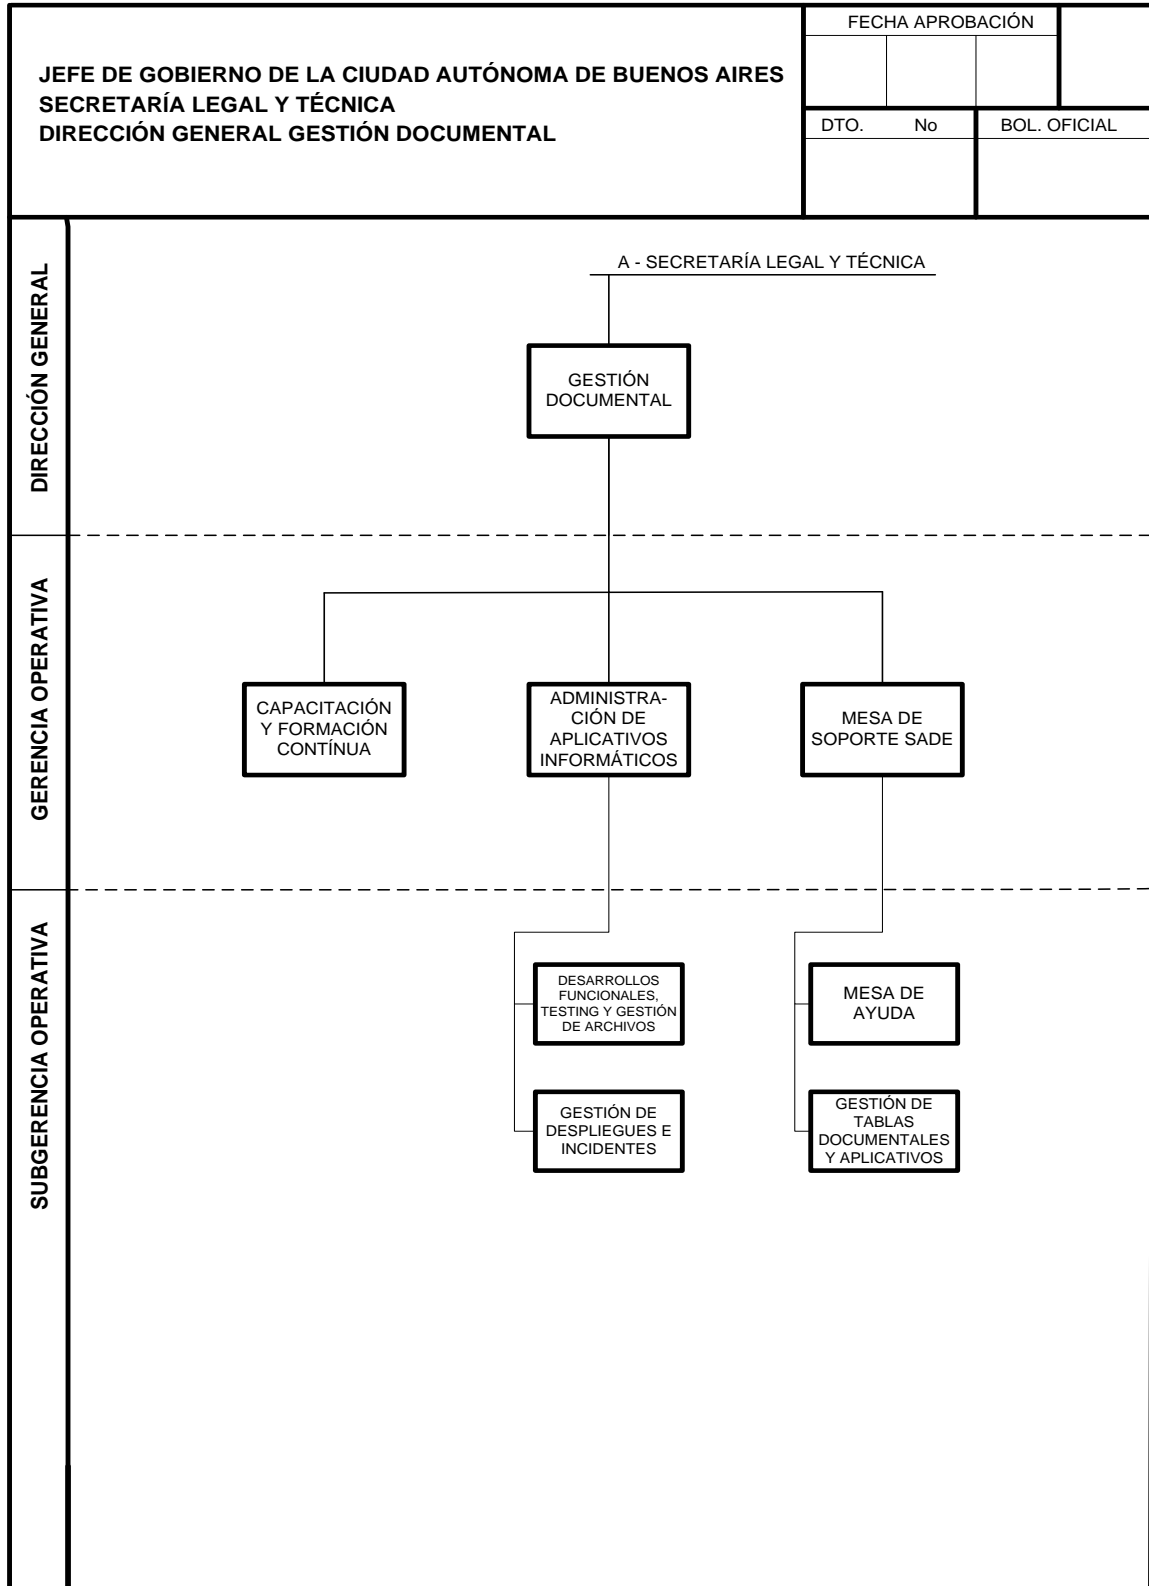 JEFE DE GOBIERNO DE LA CIUDAD AUTÓNOMA DE BUENOS AIRES
SECRETARÍA LEGAL Y TÉCNICA
DIRECCIÓN GENERAL GESTIÓN DOCUMENTAL
FECHA APROBACIÓN
DTO. No BOL. OFICIAL
DIRECCIÓN GENERAL
A - SECRETARÍA LEGAL Y TÉCNICA
GESTIÓN
DOCUMENTAL
GERENCIA OPERATIVA
CAPACITACIÓN
Y FORMACIÓN
CONTÍNUA
ADMINISTRA-
CIÓN DE
APLICATIVOS
INFORMÁTICOS
MESA DE
SOPORTE SADE
SUBGERENCIA OPERATIVA
DESARROLLOS
FUNCIONALES,
TESTING Y GESTIÓN
DE ARCHIVOS
MESA DE
AYUDA
GESTIÓN DE
DESPLIEGUES E
INCIDENTES
GESTIÓN DE
TABLAS
DOCUMENTALES
Y APLICATIVOS